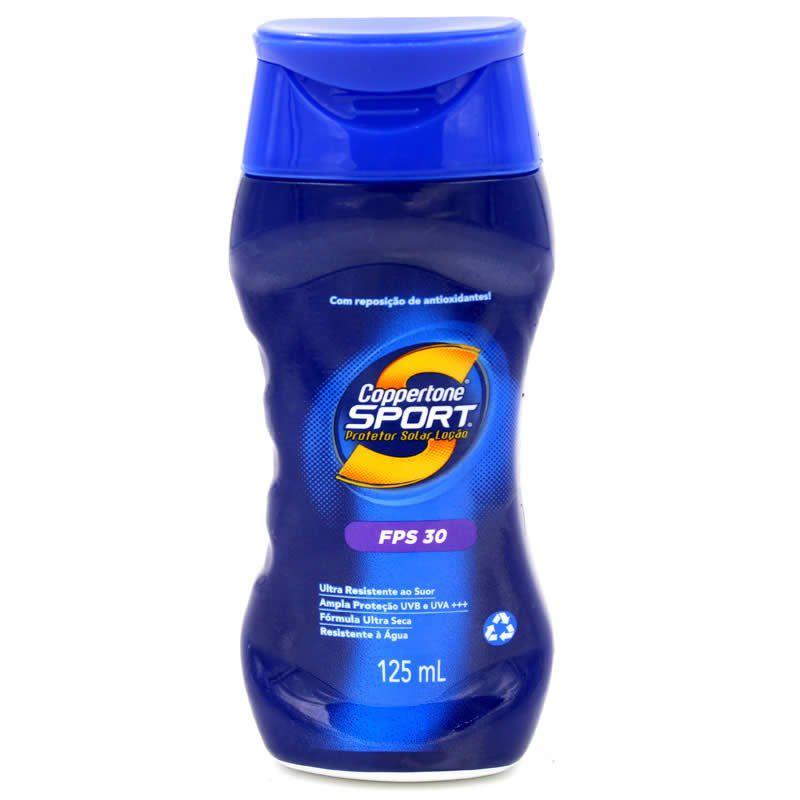 Com reposição de antioxidantes!
Coppertone®
SPORT®
Protetor Solar Loção
FPS 30
Ultra Resistente ao Suor
Ampla Proteção UVB e UVA +++
Fórmula Ultra Seca
Resistente à Água
125 mL